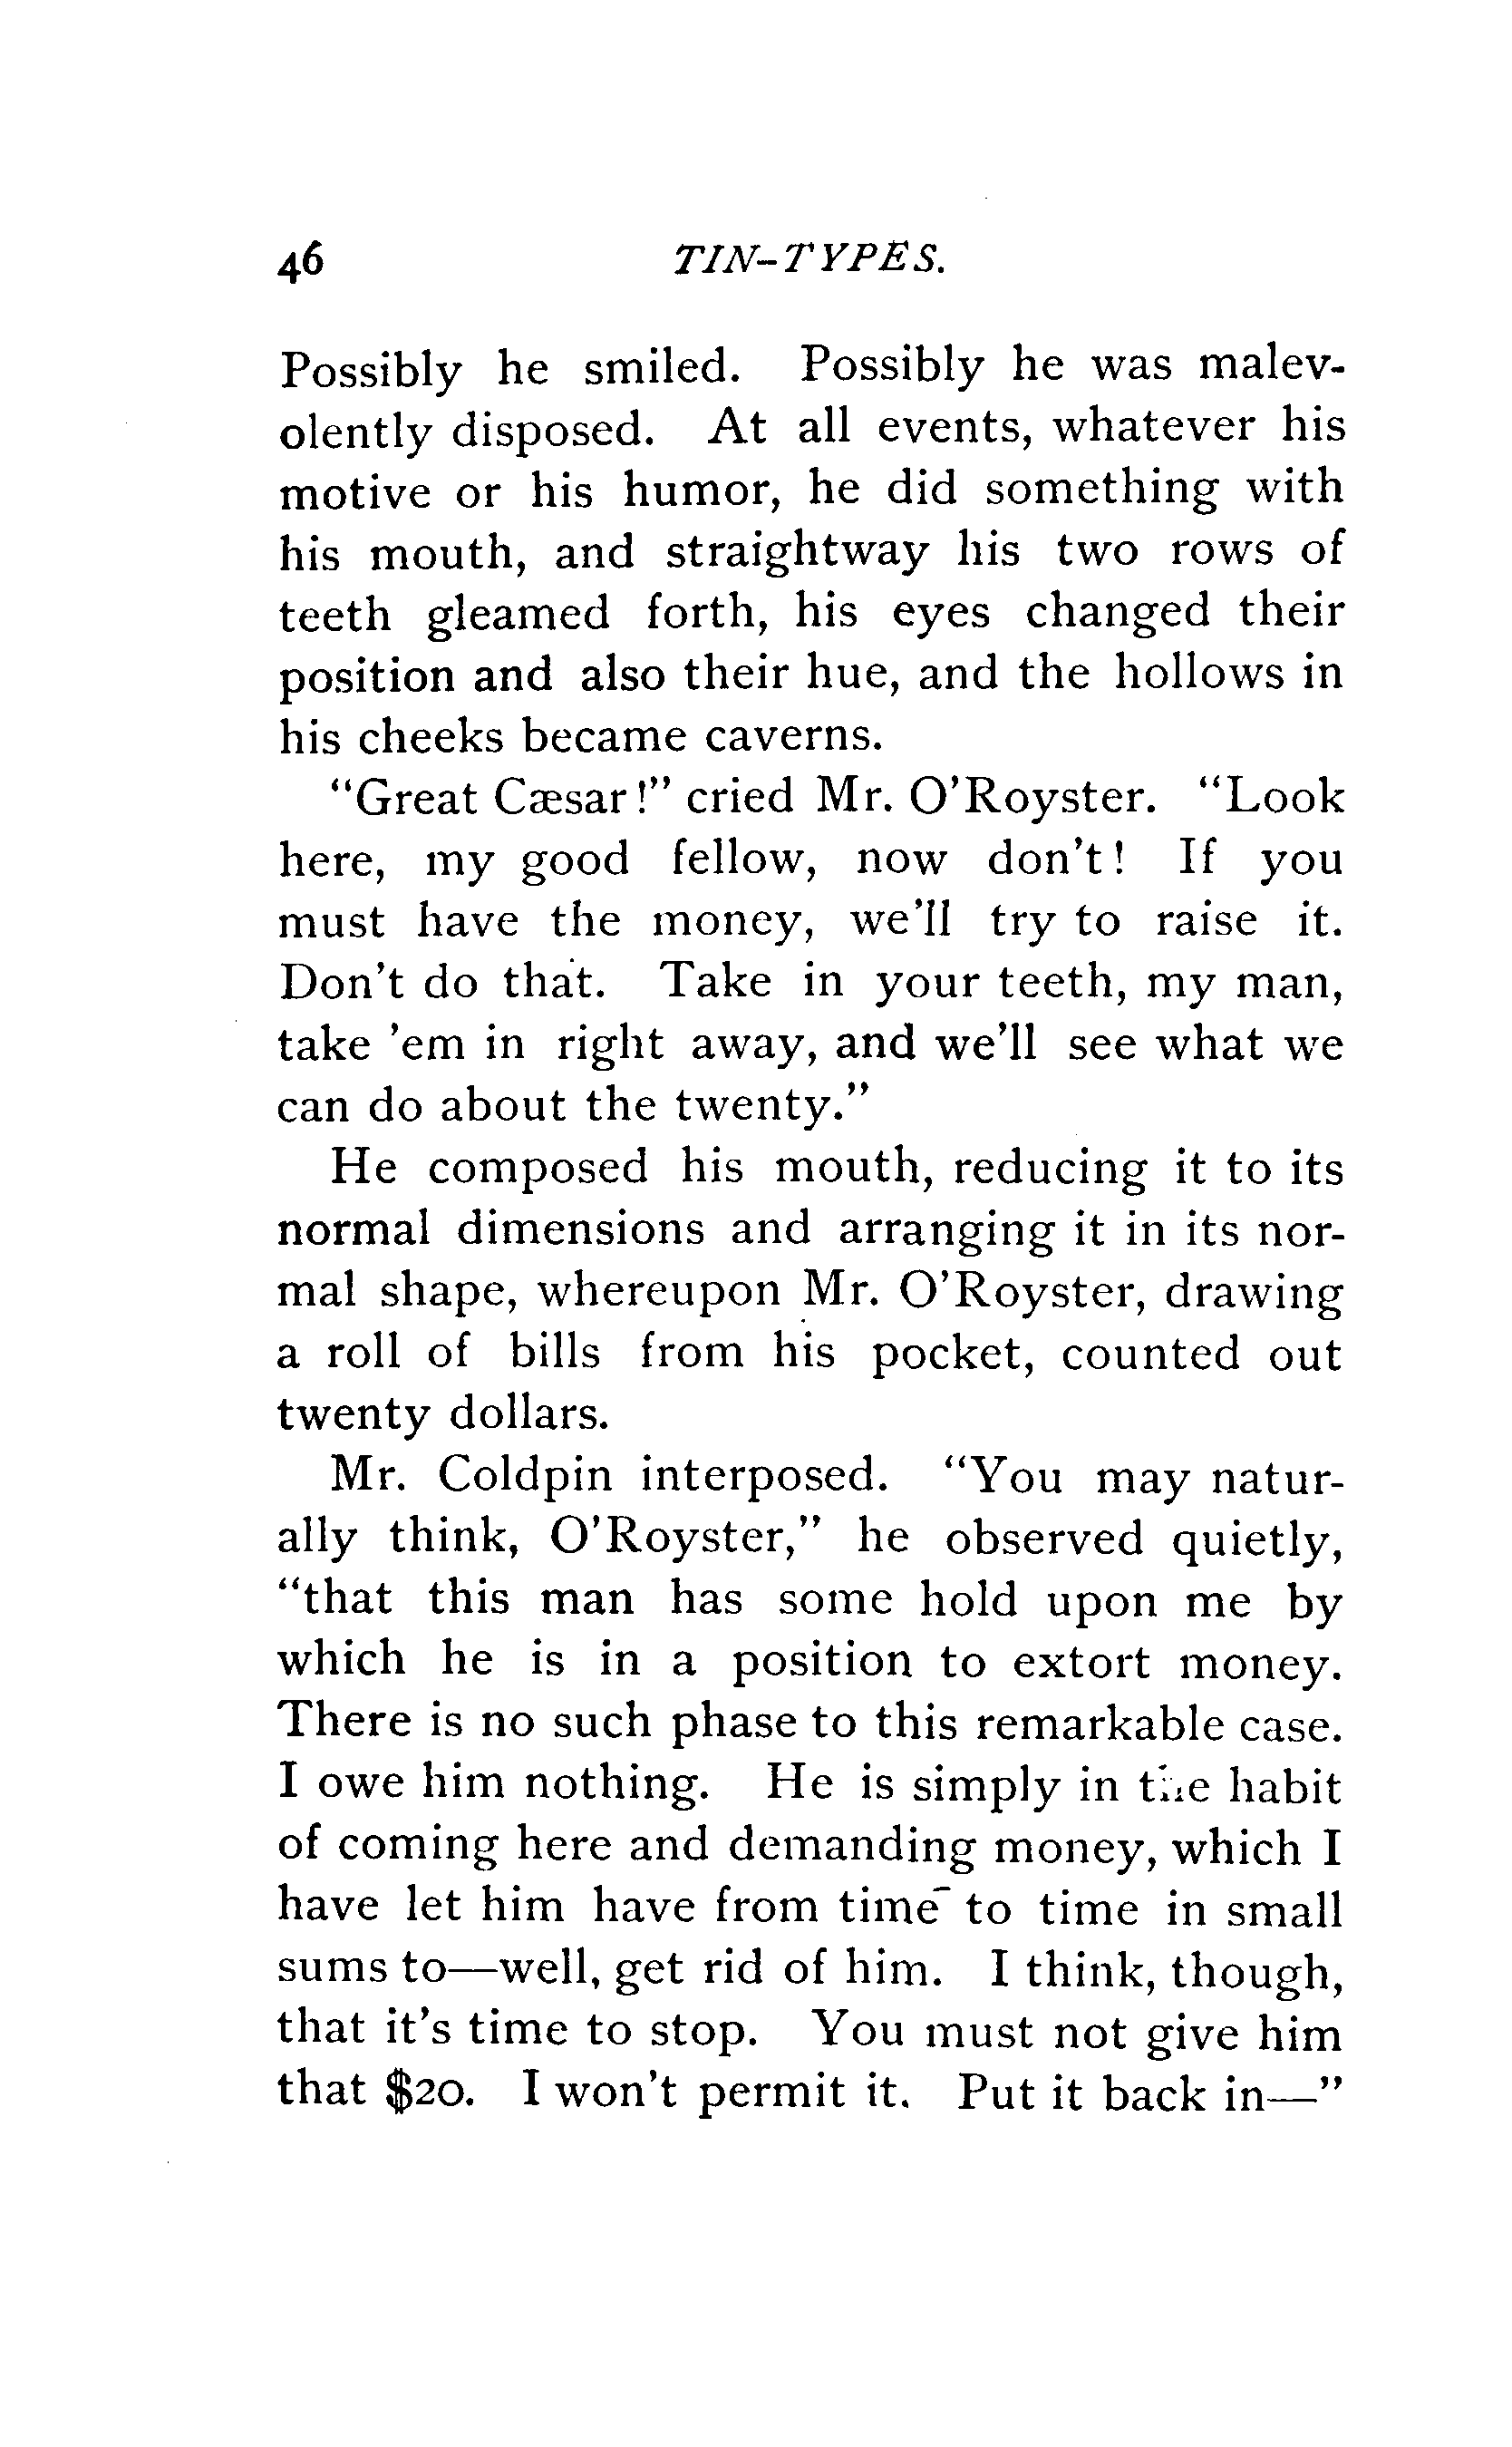 46 TIN-TYPES.
Possibly he smiled. Possibly he was malev-
olently disposed. At all events, whatever his
motive or his humor, he did something with
his mouth, and straightway his two rows of
teeth gleamed forth, his eyes changed their
position and also their hue, and the hollows in
his cheeks became caverns.
"Great Cæsar!" cried Mr. O'Royster. "Look
here, my good fellow, now don't! If you
must have the money, we'll try to raise it.
Don't do that. Take in your teeth, my man,
take 'em in right away, and we'll see what we
can do about the twenty."
He composed his mouth, reducing it to its
normal dimensions and arranging it in its nor-
mal shape, whereupon Mr. O'Royster, drawing
a roll of bills from his pocket, counted out
twenty dollars.
Mr. Coldpin interposed. "You may natur-
ally think, O'Royster," he observed quietly,
"that this man has some hold upon me by
which he is in a position to extort money.
There is no such phase to this remarkable case.
I owe him nothing. He is simply in the habit
of coming here and demanding money, which I
have let him have from time to time in small
sums to—well, get rid of him. I think, though,
that it's time to stop. You must not give him
that $20. I won't permit it. Put it back in—"